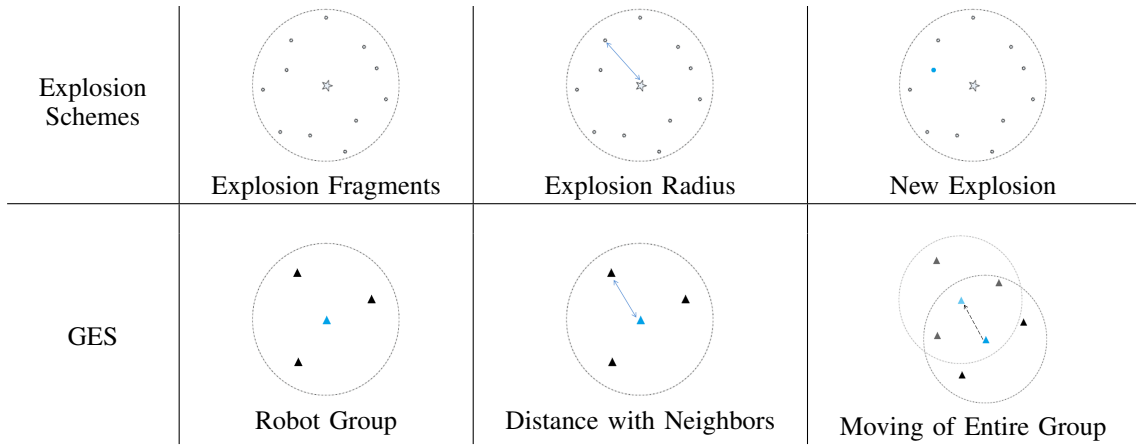 Explosion
Schemes
Explosion Fragments
Explosion Radius
New Explosion
GES
Robot Group
Distance with Neighbors
Moving of Entire Group